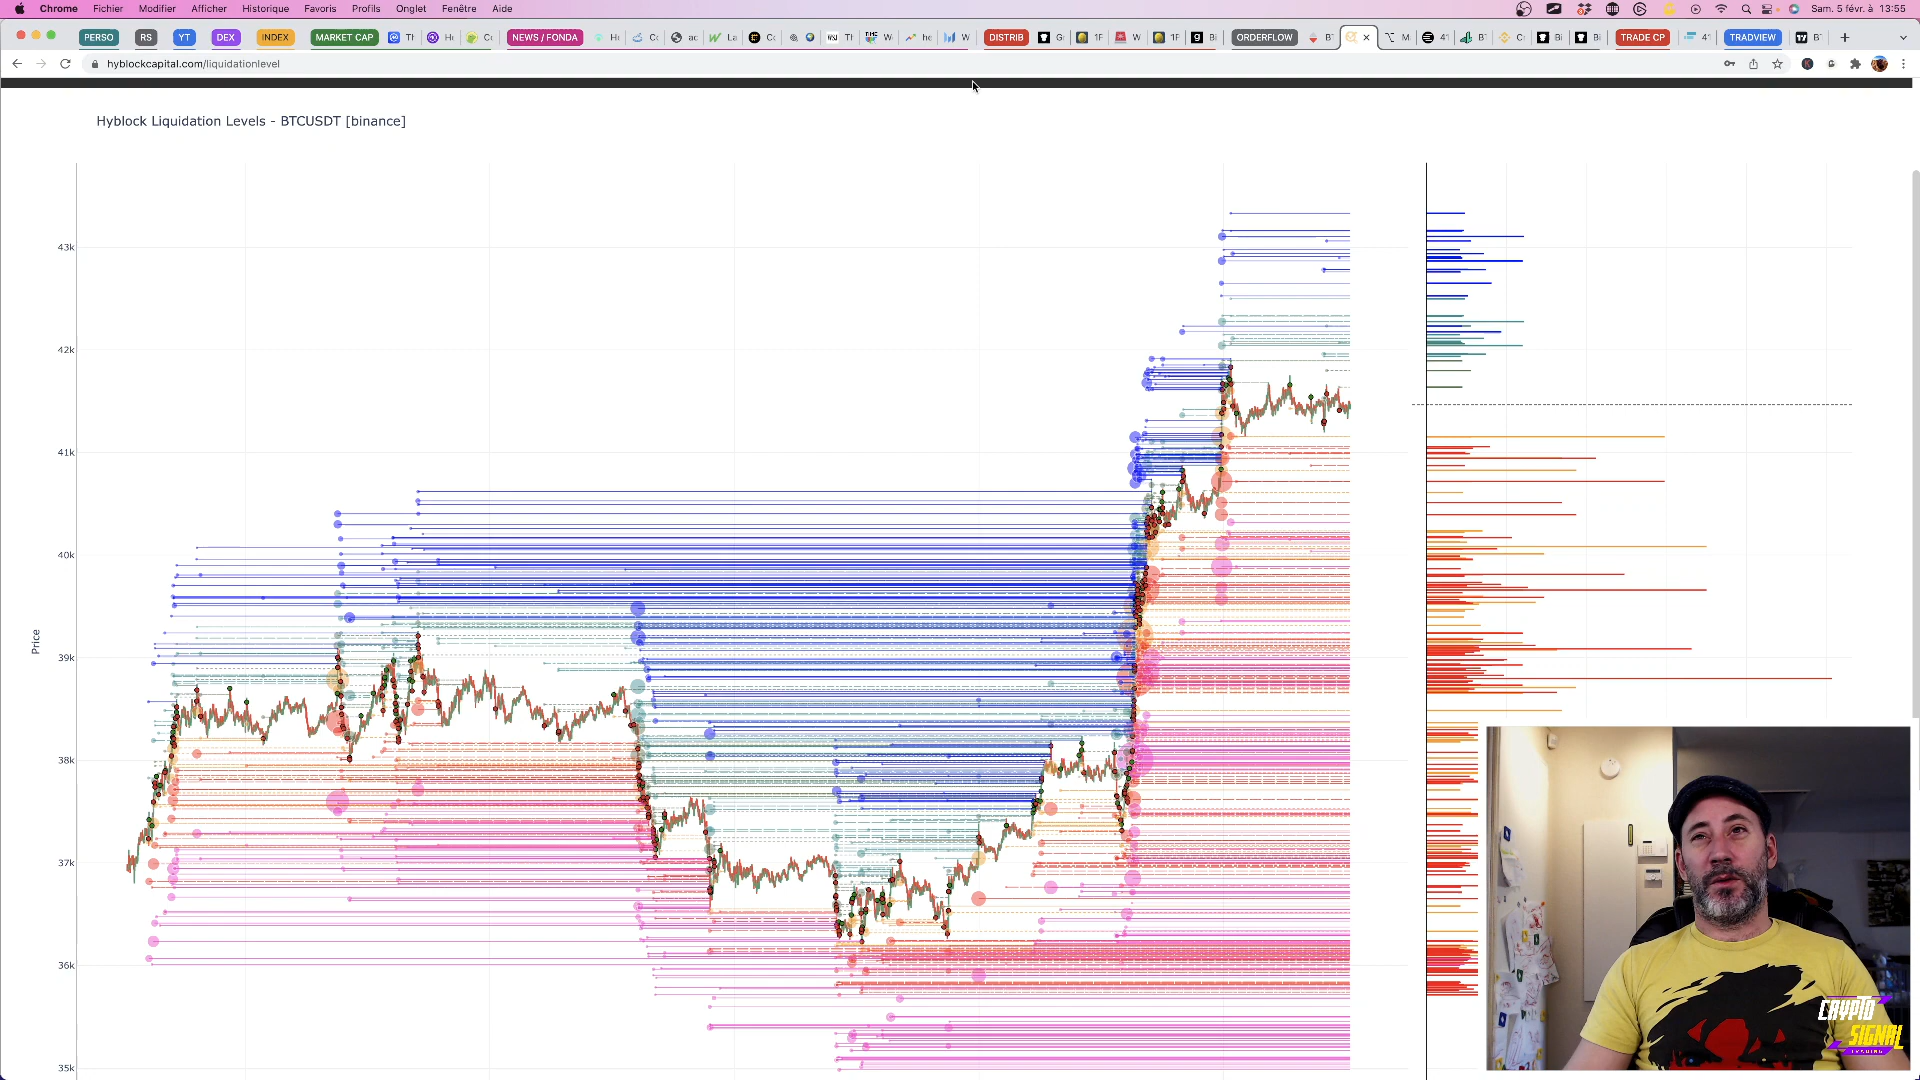 Chrome Fichier Modifier Afficher Historique Favoris Profils Onglet Fenêtre Aide Sam. 5 févr. à 13:55
PERSO RS YT DEX INDEX MARKET CAP NEWS / FONDA DISTRIB ORDERFLOW TRADE CP TRADVIEW
hyblockcapital.com/liquidationlevel
Hyblock Liquidation Levels - BTCUSDT [binance]
43k
42k
41k
40k
Price
39k
38k
37k
36k
35k
CRYPTO
SIGNAL
TRADING